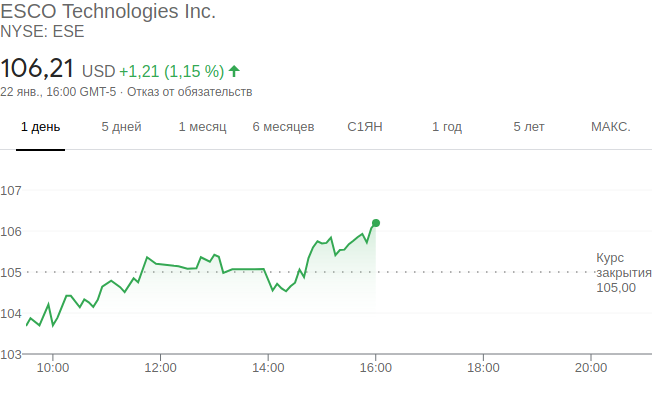 ESCO Technologies Inc.
NYSE: ESE
106,21 USD +1,21 (1,15 %)
22 янв., 16:00 GMT-5 · Отказ от обязательств
1 день 5 дней 1 месяц 6 месяцев С1ЯН 1 год 5 лет МАКС.
107
106
Курс
105 закрытия
105,00
104
103
10:00 12:00 14:00 16:00 18:00 20:00